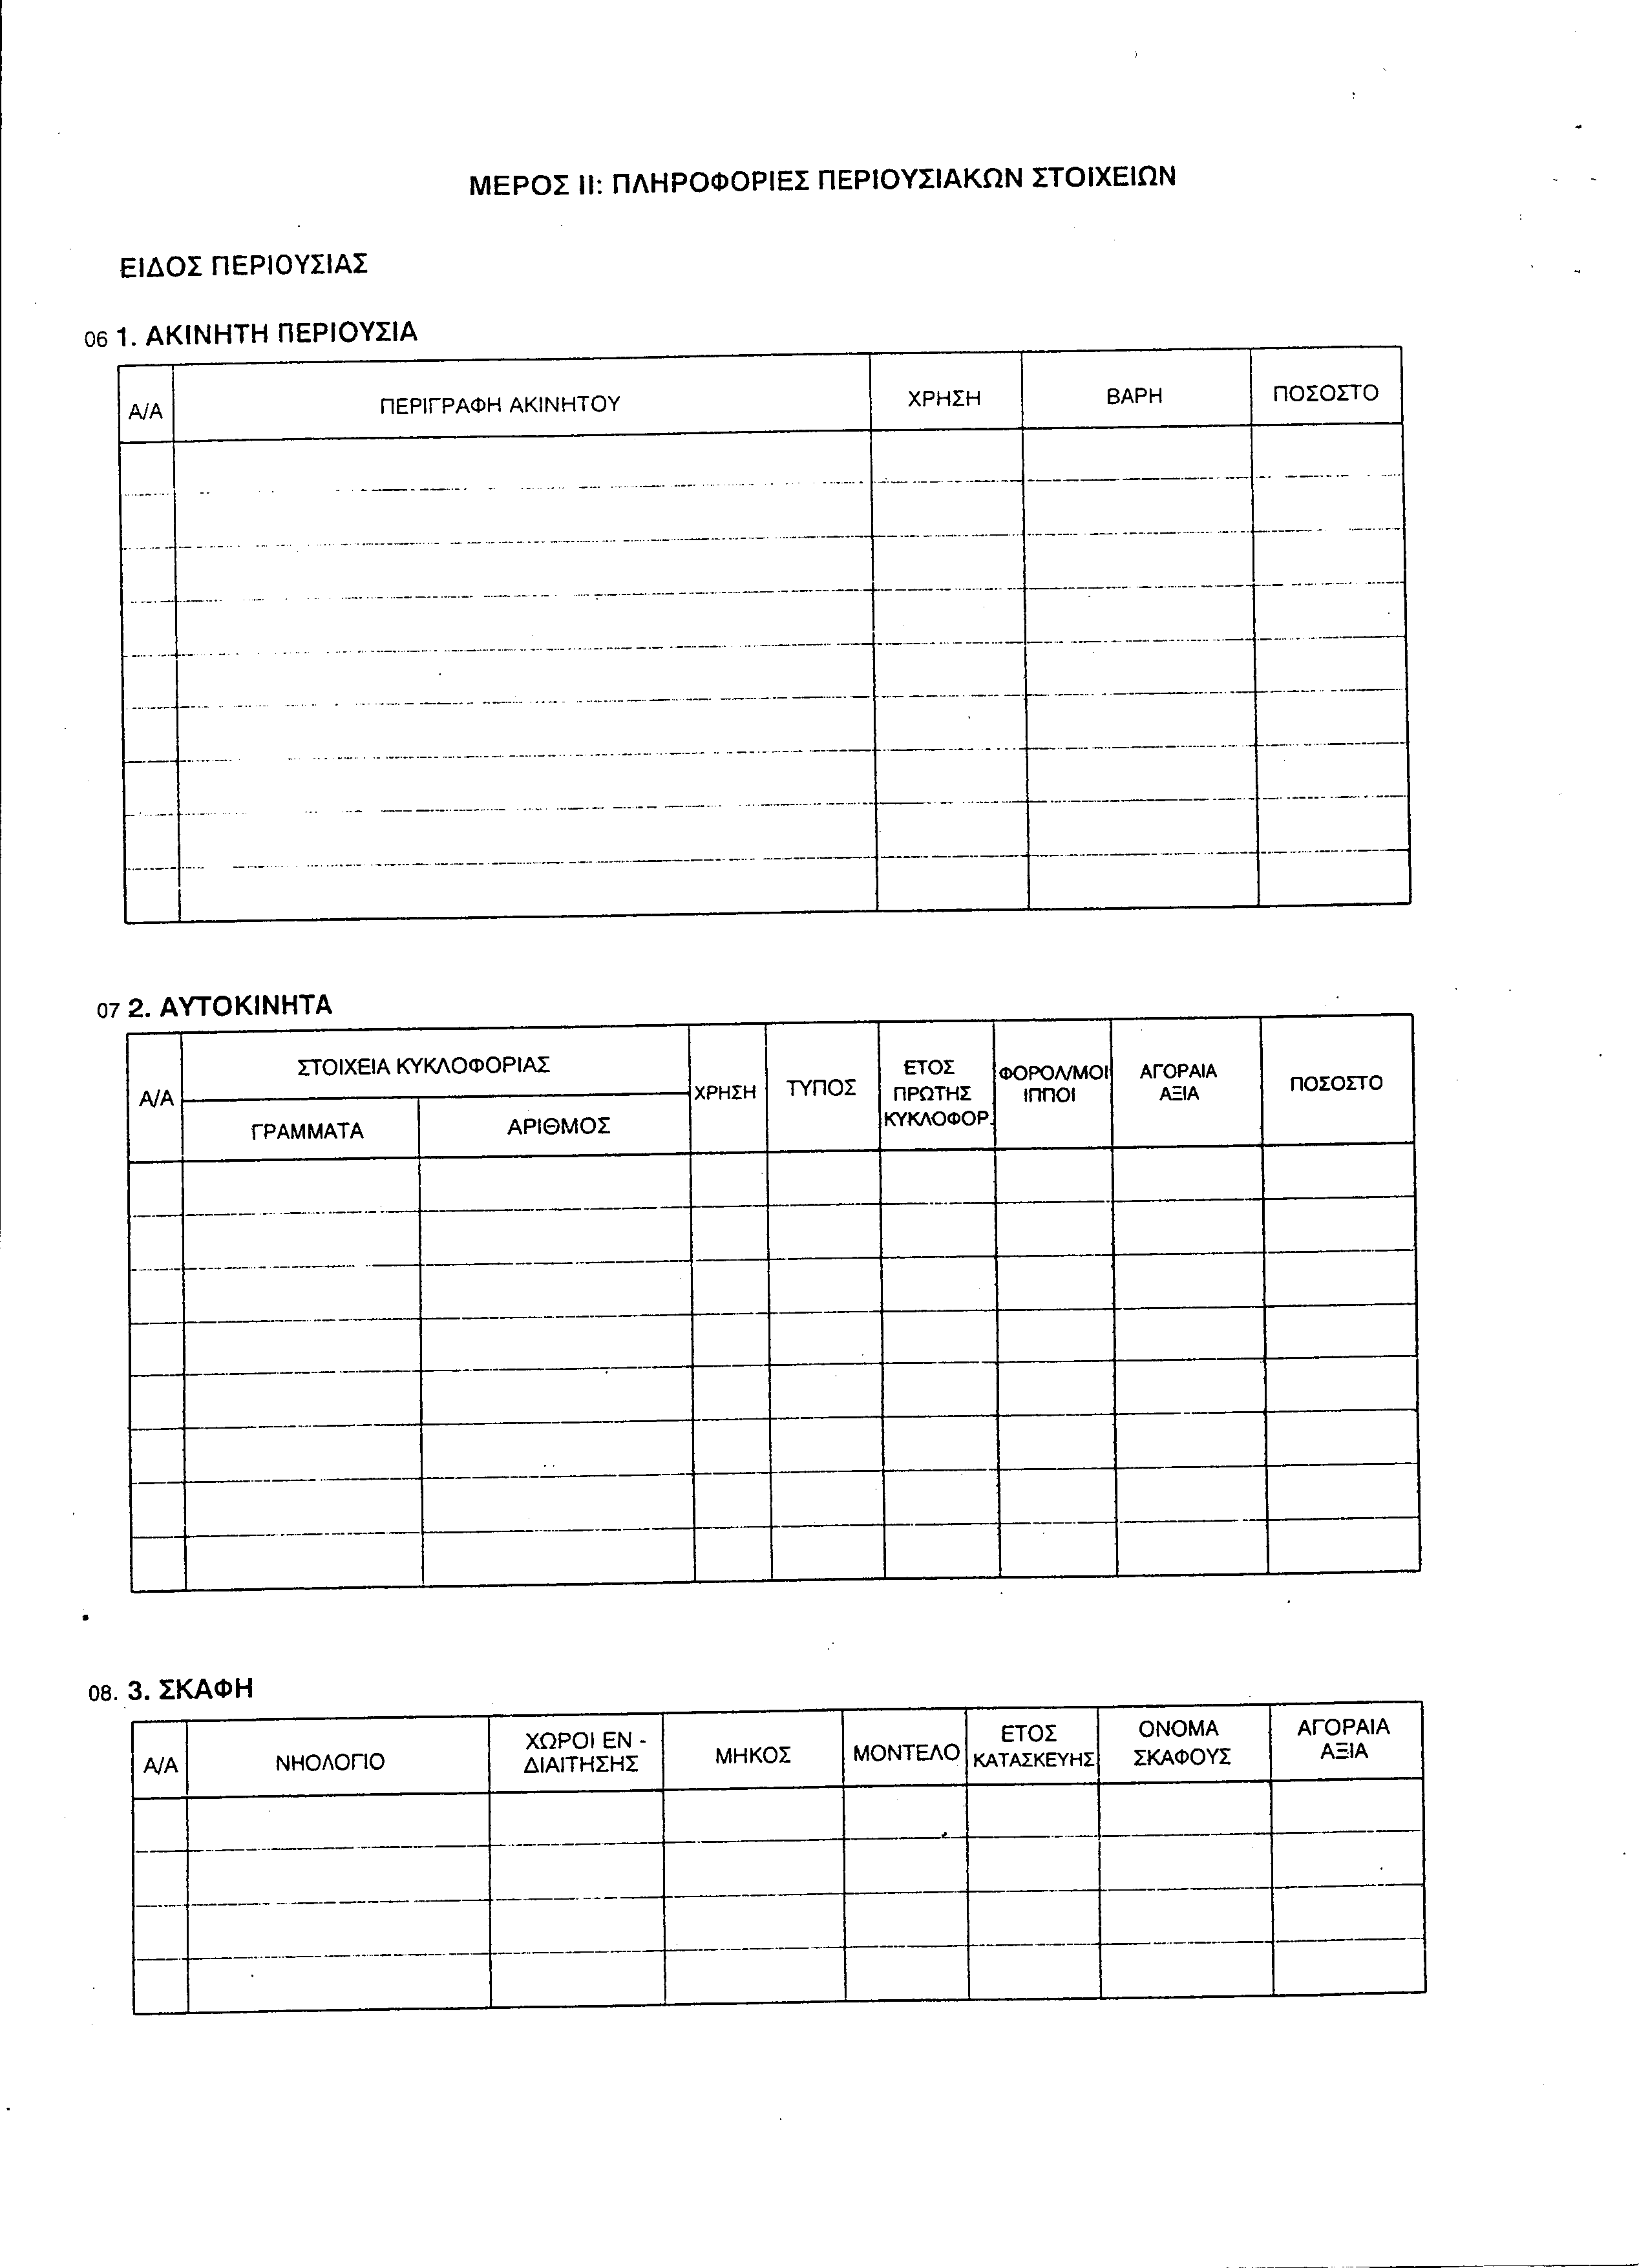 ΜΕΡΟΣ ΙΙ: ΠΛΗΡΟΦΟΡΙΕΣ ΠΕΡΙΟΥΣΙΑΚΩΝ ΣΤΟΙΧΕΙΩΝ
ΕΙΔΟΣ ΠΕΡΙΟΥΣΙΑΣ
06 1. ΑΚΙΝΗΤΗ ΠΕΡΙΟΥΣΙΑ
Α/Α ΠΕΡΙΓΡΑΦΗ ΑΚΙΝΗΤΟΥ ΧΡΗΣΗ ΒΑΡΗ ΠΟΣΟΣΤΟ
07 2. ΑΥΤΟΚΙΝΗΤΑ
Α/Α
ΣΤΟΙΧΕΙΑ ΚΥΚΛΟΦΟΡΙΑΣ
ΓΡΑΜΜΑΤΑ
ΑΡΙΘΜΟΣ
ΧΡΗΣΗ
ΤΥΠΟΣ
ΕΤΟΣ
ΠΡΩΤΗΣ
ΚΥΚΛΟΦΟΡ.
ΦΟΡΟΛ/ΜΟΙ
ΙΠΠΟΙ
ΑΓΟΡΑΙΑ
ΑΞΙΑ
ΠΟΣΟΣΤΟ
08. 3. ΣΚΑΦΗ
Α/Α
ΝΗΟΛΟΓΙΟ
ΧΩΡΟΙ ΕΝ -
ΔΙΑΙΤΗΣΗΣ
ΜΗΚΟΣ
ΜΟΝΤΕΛΟ
ΕΤΟΣ
ΚΑΤΑΣΚΕΥΗΣ
ΟΝΟΜΑ
ΣΚΑΦΟΥΣ
ΑΓΟΡΑΙΑ
ΑΞΙΑ